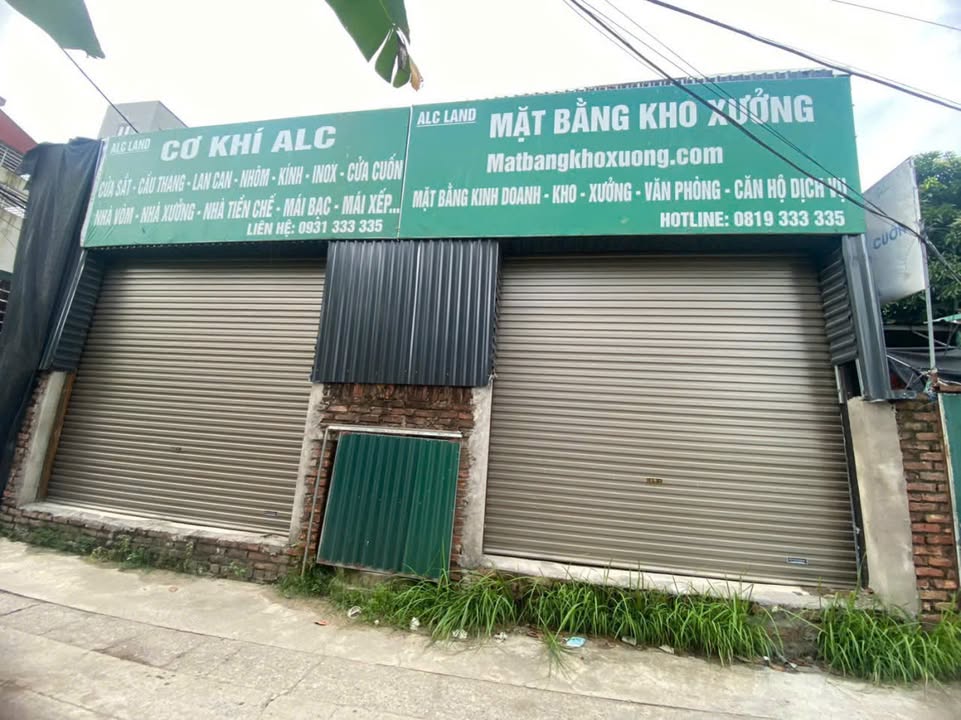 ALC LAND
CƠ KHÍ ALC
CỬA SẮT - CẦU THANG - LAN CAN - NHÔM - KÍNH - INOX - CỬA CUỐN
NHÀ VÒM - NHÀ XƯỞNG - NHÀ TIỀN CHẾ - MÁI BẠC - MÁI XẾP...
LIÊN HỆ: 0931 333 335
ALC LAND
MẶT BẰNG KHO XƯỞNG
Matbangkhoxuong.com
MẶT BẰNG KINH DOANH - KHO - XƯỞNG - VĂN PHÒNG - CĂN HỘ DỊCH VỤ
HOTLINE: 0819 333 335
CUỐN